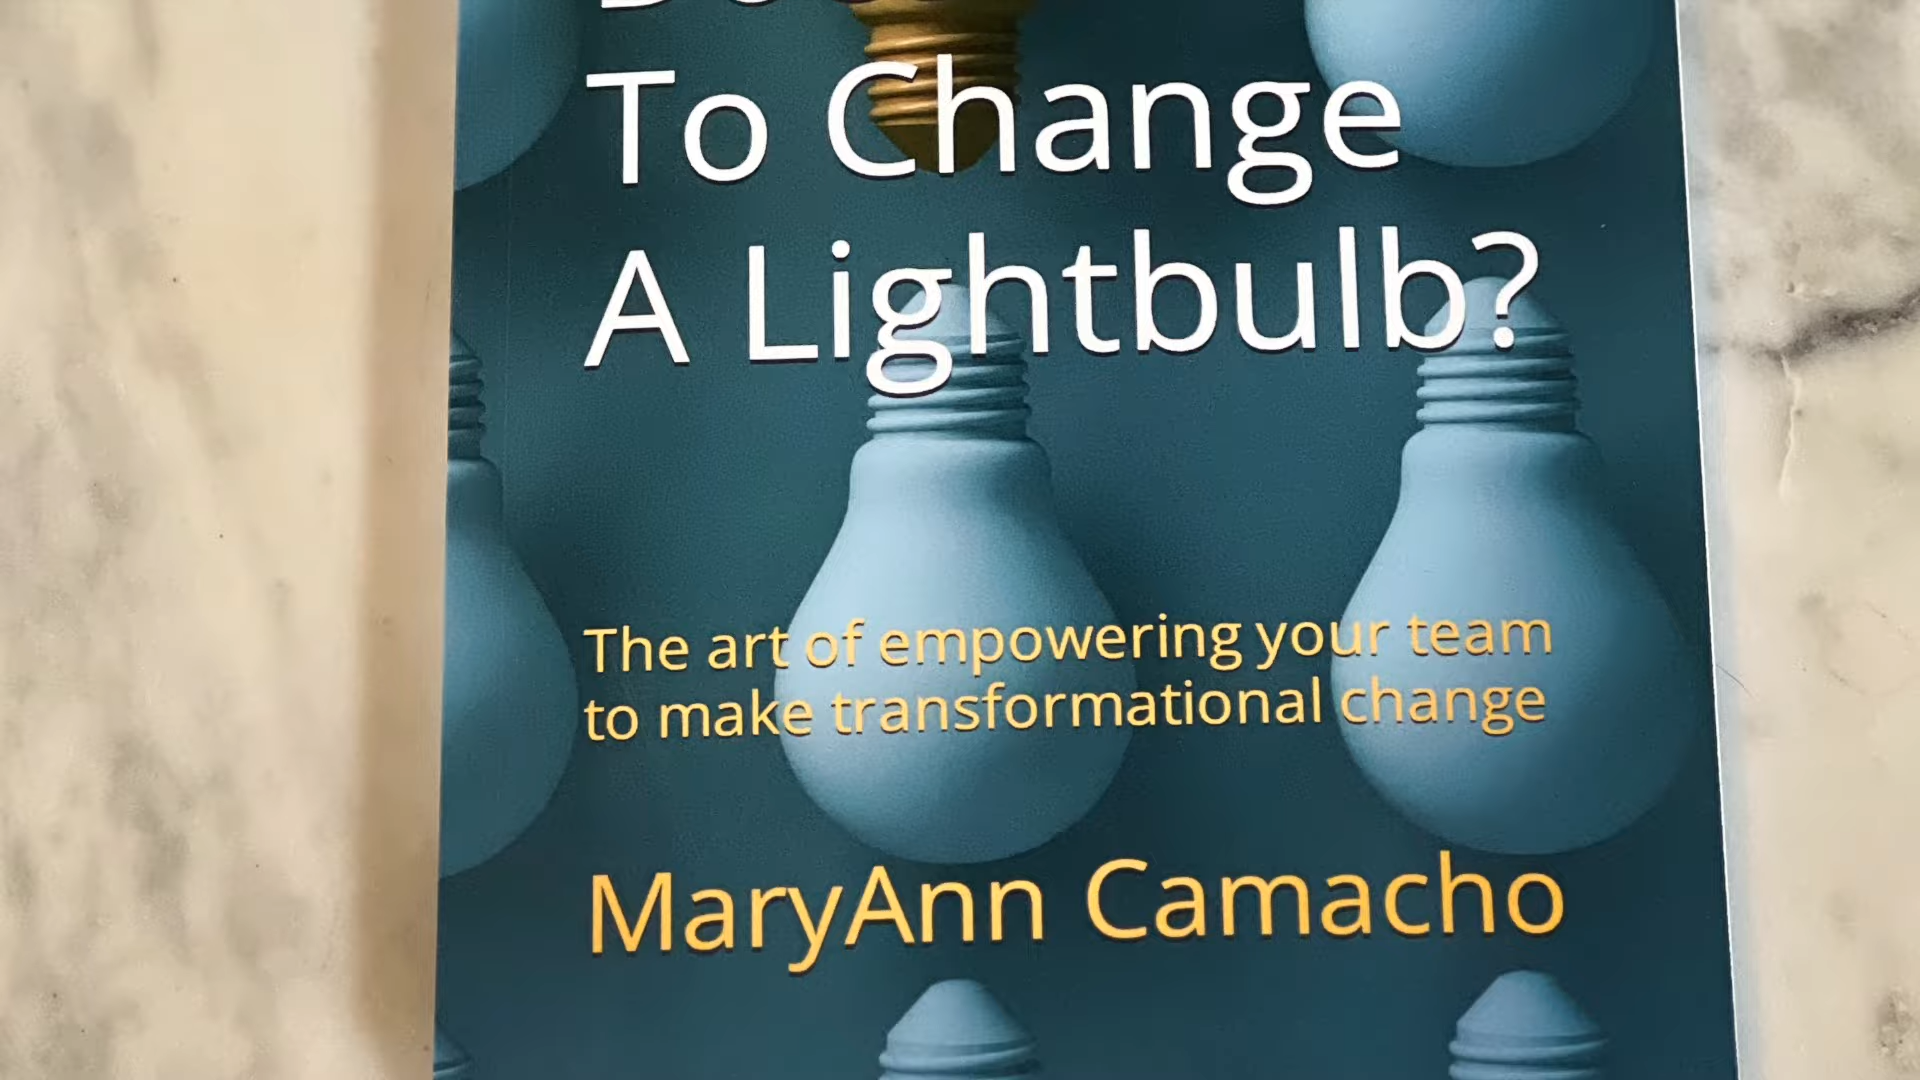 To Change
A Lightbulb?
The art of empowering your team
to make transformational change
MaryAnn Camacho